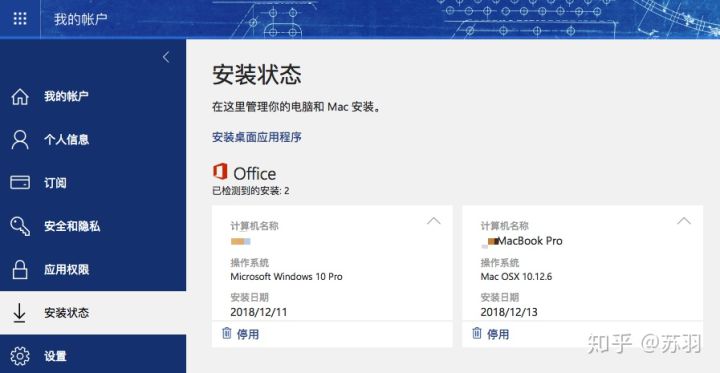 我的帐户
我的帐户
个人信息
订阅
安全和隐私
应用权限
安装状态
设置
安装状态
在这里管理你的电脑和 Mac 安装。
安装桌面应用程序
Office
已检测到的安装: 2
计算机名称
操作系统
Microsoft Windows 10 Pro
安装日期
2018/12/11
停用
计算机名称
MacBook Pro
操作系统
Mac OSX 10.12.6
安装日期
2018/12/13
停用
知乎 @苏羽